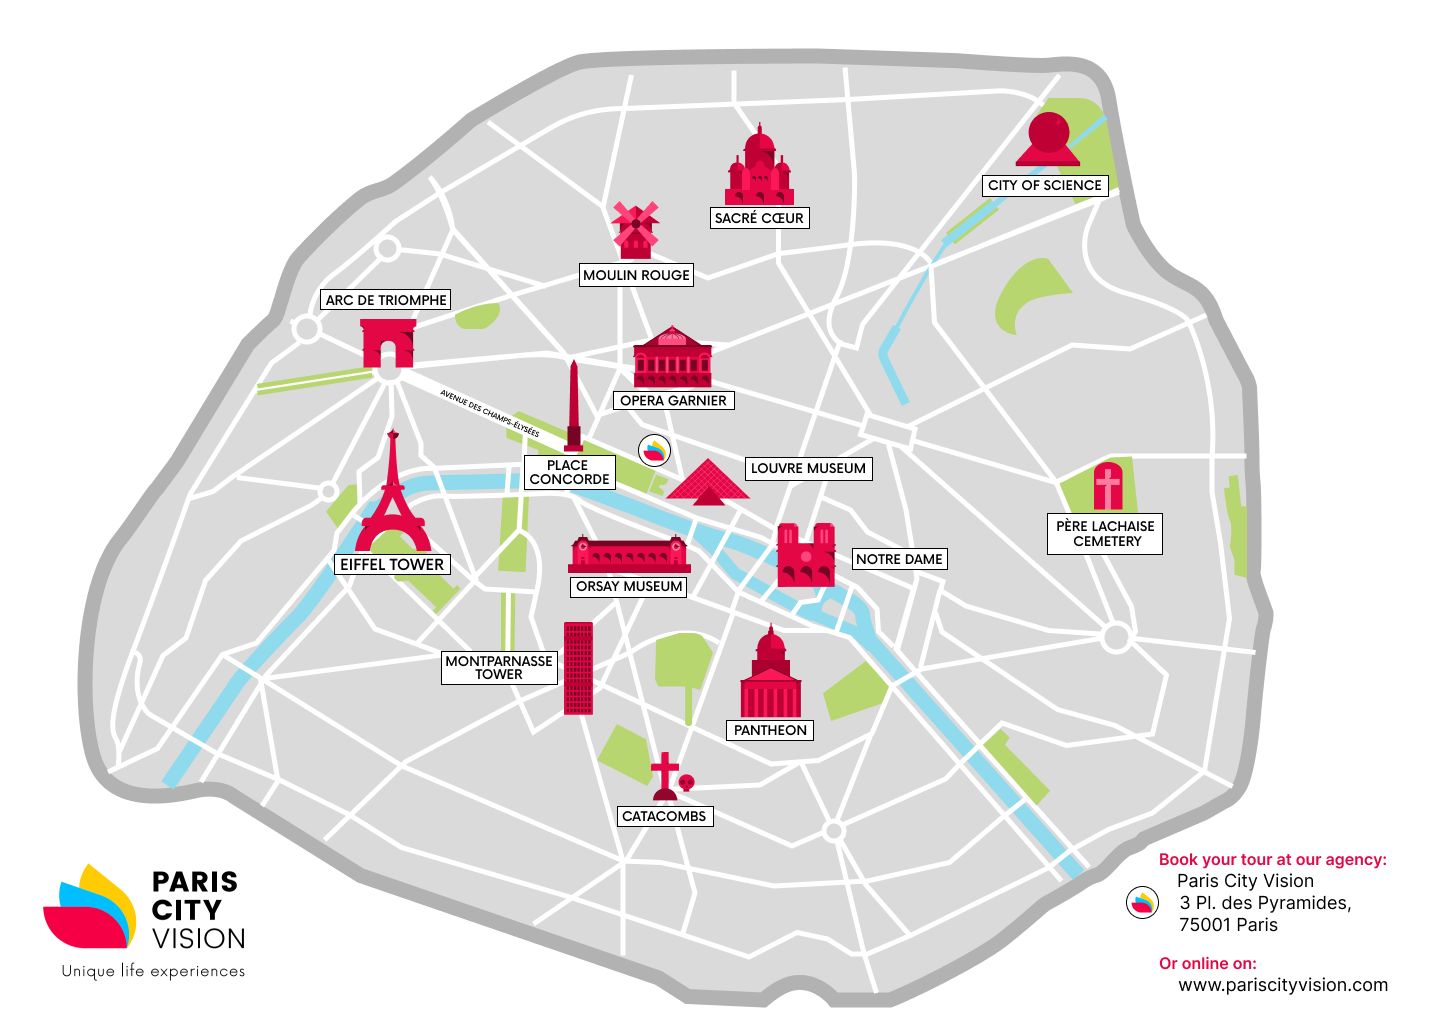 CITY OF SCIENCE
SACRÉ CŒUR
MOULIN ROUGE
ARC DE TRIOMPHE
AVENUE DES CHAMPS-ÉLYSÉES
OPERA GARNIER
PLACE
CONCORDE
LOUVRE MUSEUM
PÈRE LACHAISE
CEMETERY
EIFFEL TOWER
ORSAY MUSEUM
NOTRE DAME
MONTPARNASSE
TOWER
PANTHEON
CATACOMBS
PARIS
CITY
VISION
Unique life experiences
Book your tour at our agency:
Paris City Vision
3 Pl. des Pyramides,
75001 Paris
Or online on:
www.pariscityvision.com